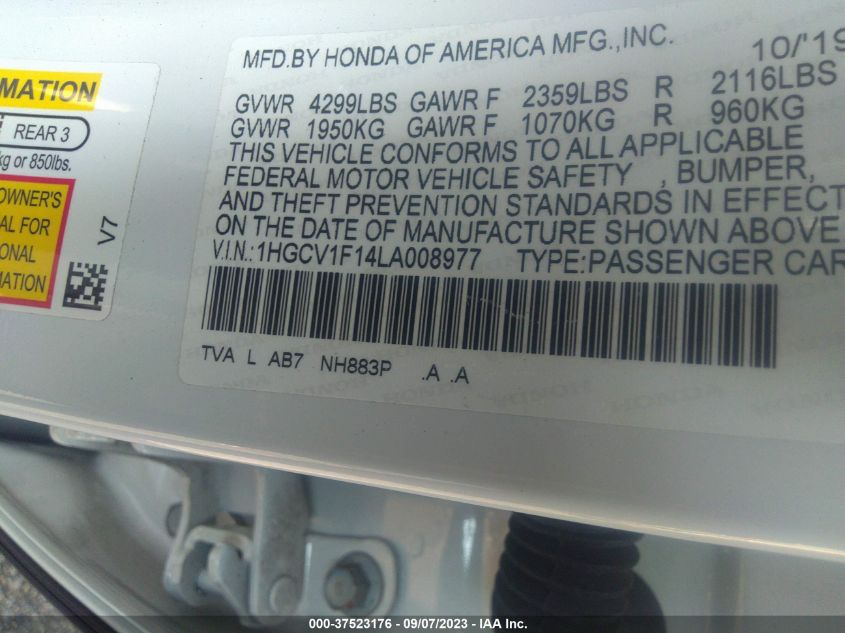 MATION
REAR 3
kg or 850lbs.
OWNER'S
AL FOR
ONAL
MATION
V7
MFD.BY HONDA OF AMERICA MFG.,INC. 10/'19
GVWR 4299LBS GAWR F 2359LBS R 2116LBS
GVWR 1950KG GAWR F 1070KG R 960KG
THIS VEHICLE CONFORMS TO ALL APPLICABLE
FEDERAL MOTOR VEHICLE SAFETY , BUMPER,
AND THEFT PREVENTION STANDARDS IN EFFECT
ON THE DATE OF MANUFACTURE SHOWN ABOVE
V.I.N.:1HGCV1F14LA008977 TYPE:PASSENGER CAR
TVA L AB7 NH883P .A .A
000-37523176 - 09/07/2023 - IAA Inc.